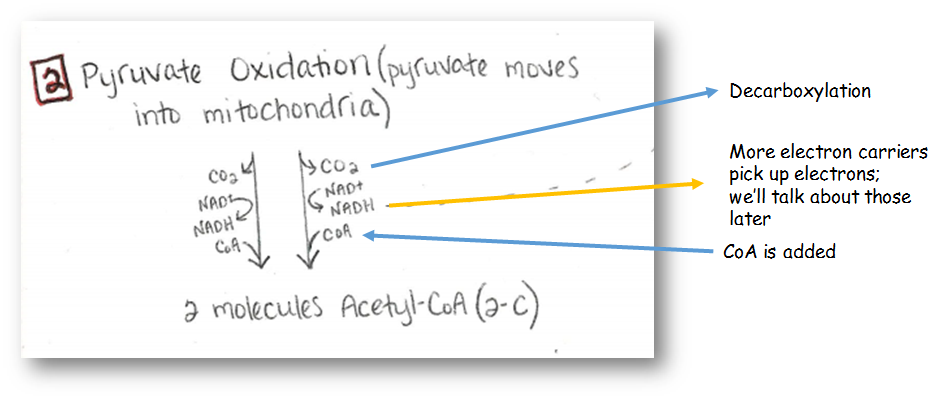 2 Pyruvate Oxidation (pyruvate moves
into mitochondria)
CO2
NAD+
NADH
CoA
CO2
NAD+
NADH
CoA
2 molecules Acetyl-CoA (2-C)
Decarboxylation
More electron carriers
pick up electrons;
we'll talk about those
later
CoA is added